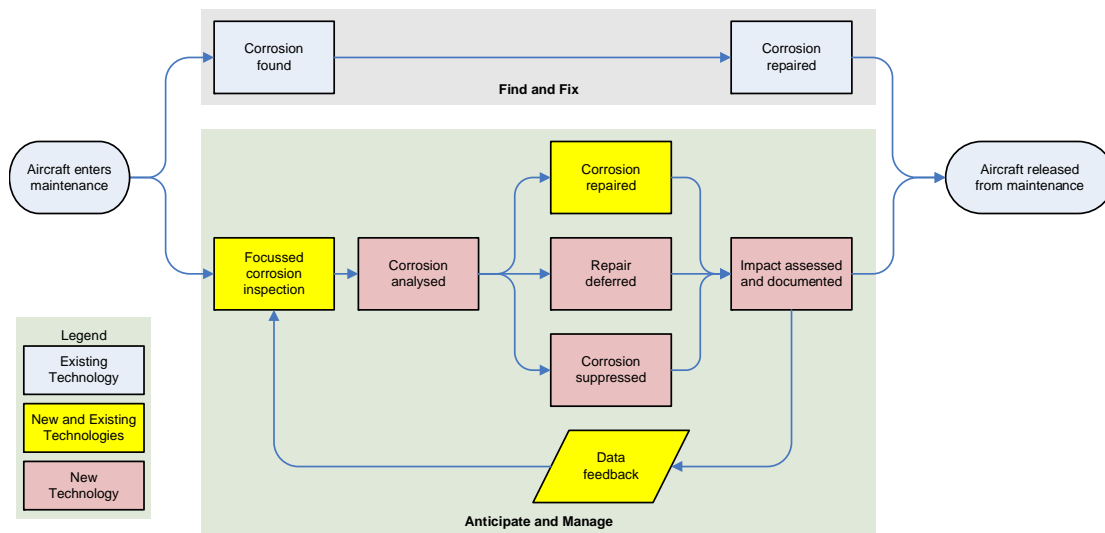 Corrosion
found
Corrosion
repaired
Find and Fix
Aircraft enters
maintenance
Aircraft released
from maintenance
Corrosion
repaired
Focussed
corrosion
inspection
Corrosion
analysed
Repair
deferred
Impact assessed
and documented
Corrosion
suppressed
Data
feedback
Anticipate and Manage
Legend
Existing
Technology
New and Existing
Technologies
New
Technology